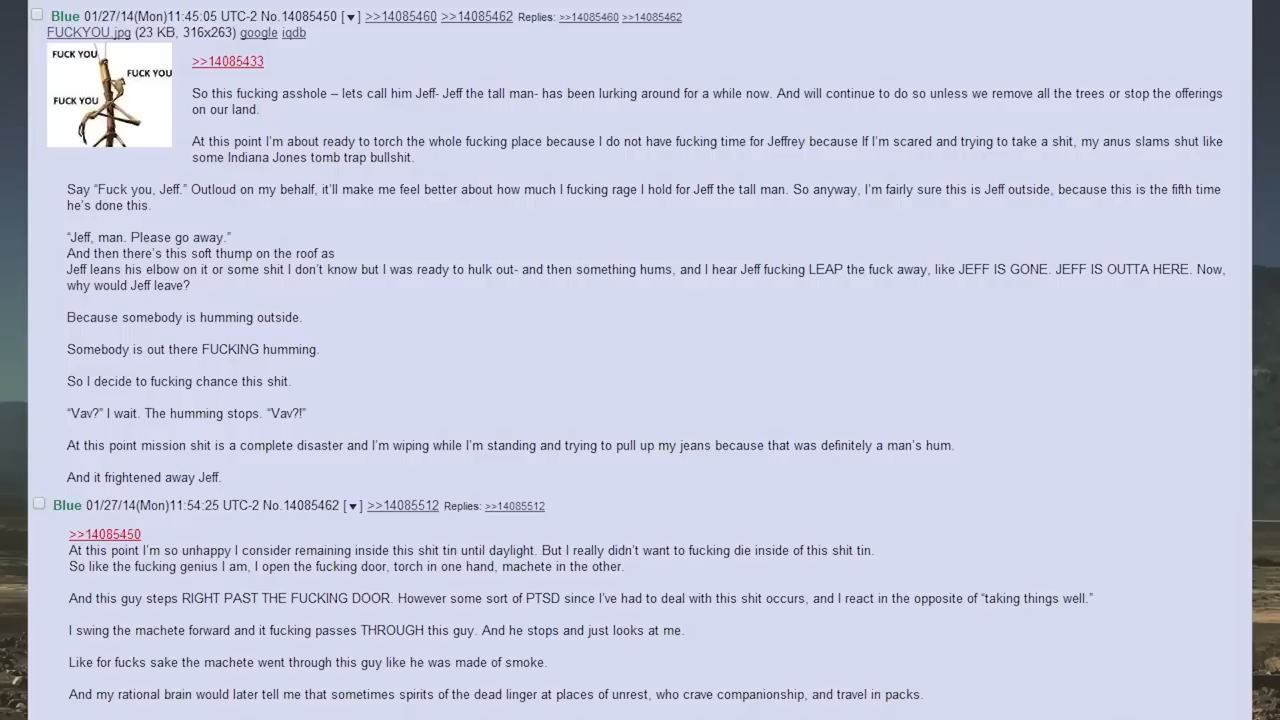 Blue 01/27/14(Mon)11:45:05 UTC-2 No.14085450 [▼] >>14085460 >>14085462 Replies: >>14085460 >>14085462
FUCKYOU.jpg (23 KB, 316x263) google iqdb
FUCK YOU
FUCK YOU
FUCK YOU
>>14085433
So this fucking asshole – lets call him Jeff- Jeff the tall man- has been lurking around for a while now. And will continue to do so unless we remove all the trees or stop the offerings
on our land.
At this point I'm about ready to torch the whole fucking place because I do not have fucking time for Jeffrey because If I'm scared and trying to take a shit, my anus slams shut like
some Indiana Jones tomb trap bullshit.
Say “Fuck you, Jeff.” Outloud on my behalf, it'll make me feel better about how much I fucking rage I hold for Jeff the tall man. So anyway, I'm fairly sure this is Jeff outside, because this is the fifth time
he's done this.
“Jeff, man. Please go away.”
And then there's this soft thump on the roof as
Jeff leans his elbow on it or some shit I don't know but I was ready to hulk out- and then something hums, and I hear Jeff fucking LEAP the fuck away, like JEFF IS GONE. JEFF IS OUTTA HERE. Now,
why would Jeff leave?
Because somebody is humming outside.
Somebody is out there FUCKING humming.
So I decide to fucking chance this shit.
“Vav?” I wait. The humming stops. “Vav?!”
At this point mission shit is a complete disaster and I'm wiping while I'm standing and trying to pull up my jeans because that was definitely a man's hum.
And it frightened away Jeff.
Blue 01/27/14(Mon)11:54:25 UTC-2 No.14085462 [▼] >>14085512 Replies: >>14085512
>>14085450
At this point I'm so unhappy I consider remaining inside this shit tin until daylight. But I really didn't want to fucking die inside of this shit tin.
So like the fucking genius I am, I open the fucking door, torch in one hand, machete in the other.
And this guy steps RIGHT PAST THE FUCKING DOOR. However some sort of PTSD since I've had to deal with this shit occurs, and I react in the opposite of “taking things well.”
I swing the machete forward and it fucking passes THROUGH this guy. And he stops and just looks at me.
Like for fucks sake the machete went through this guy like he was made of smoke.
And my rational brain would later tell me that sometimes spirits of the dead linger at places of unrest, who crave companionship, and travel in packs.